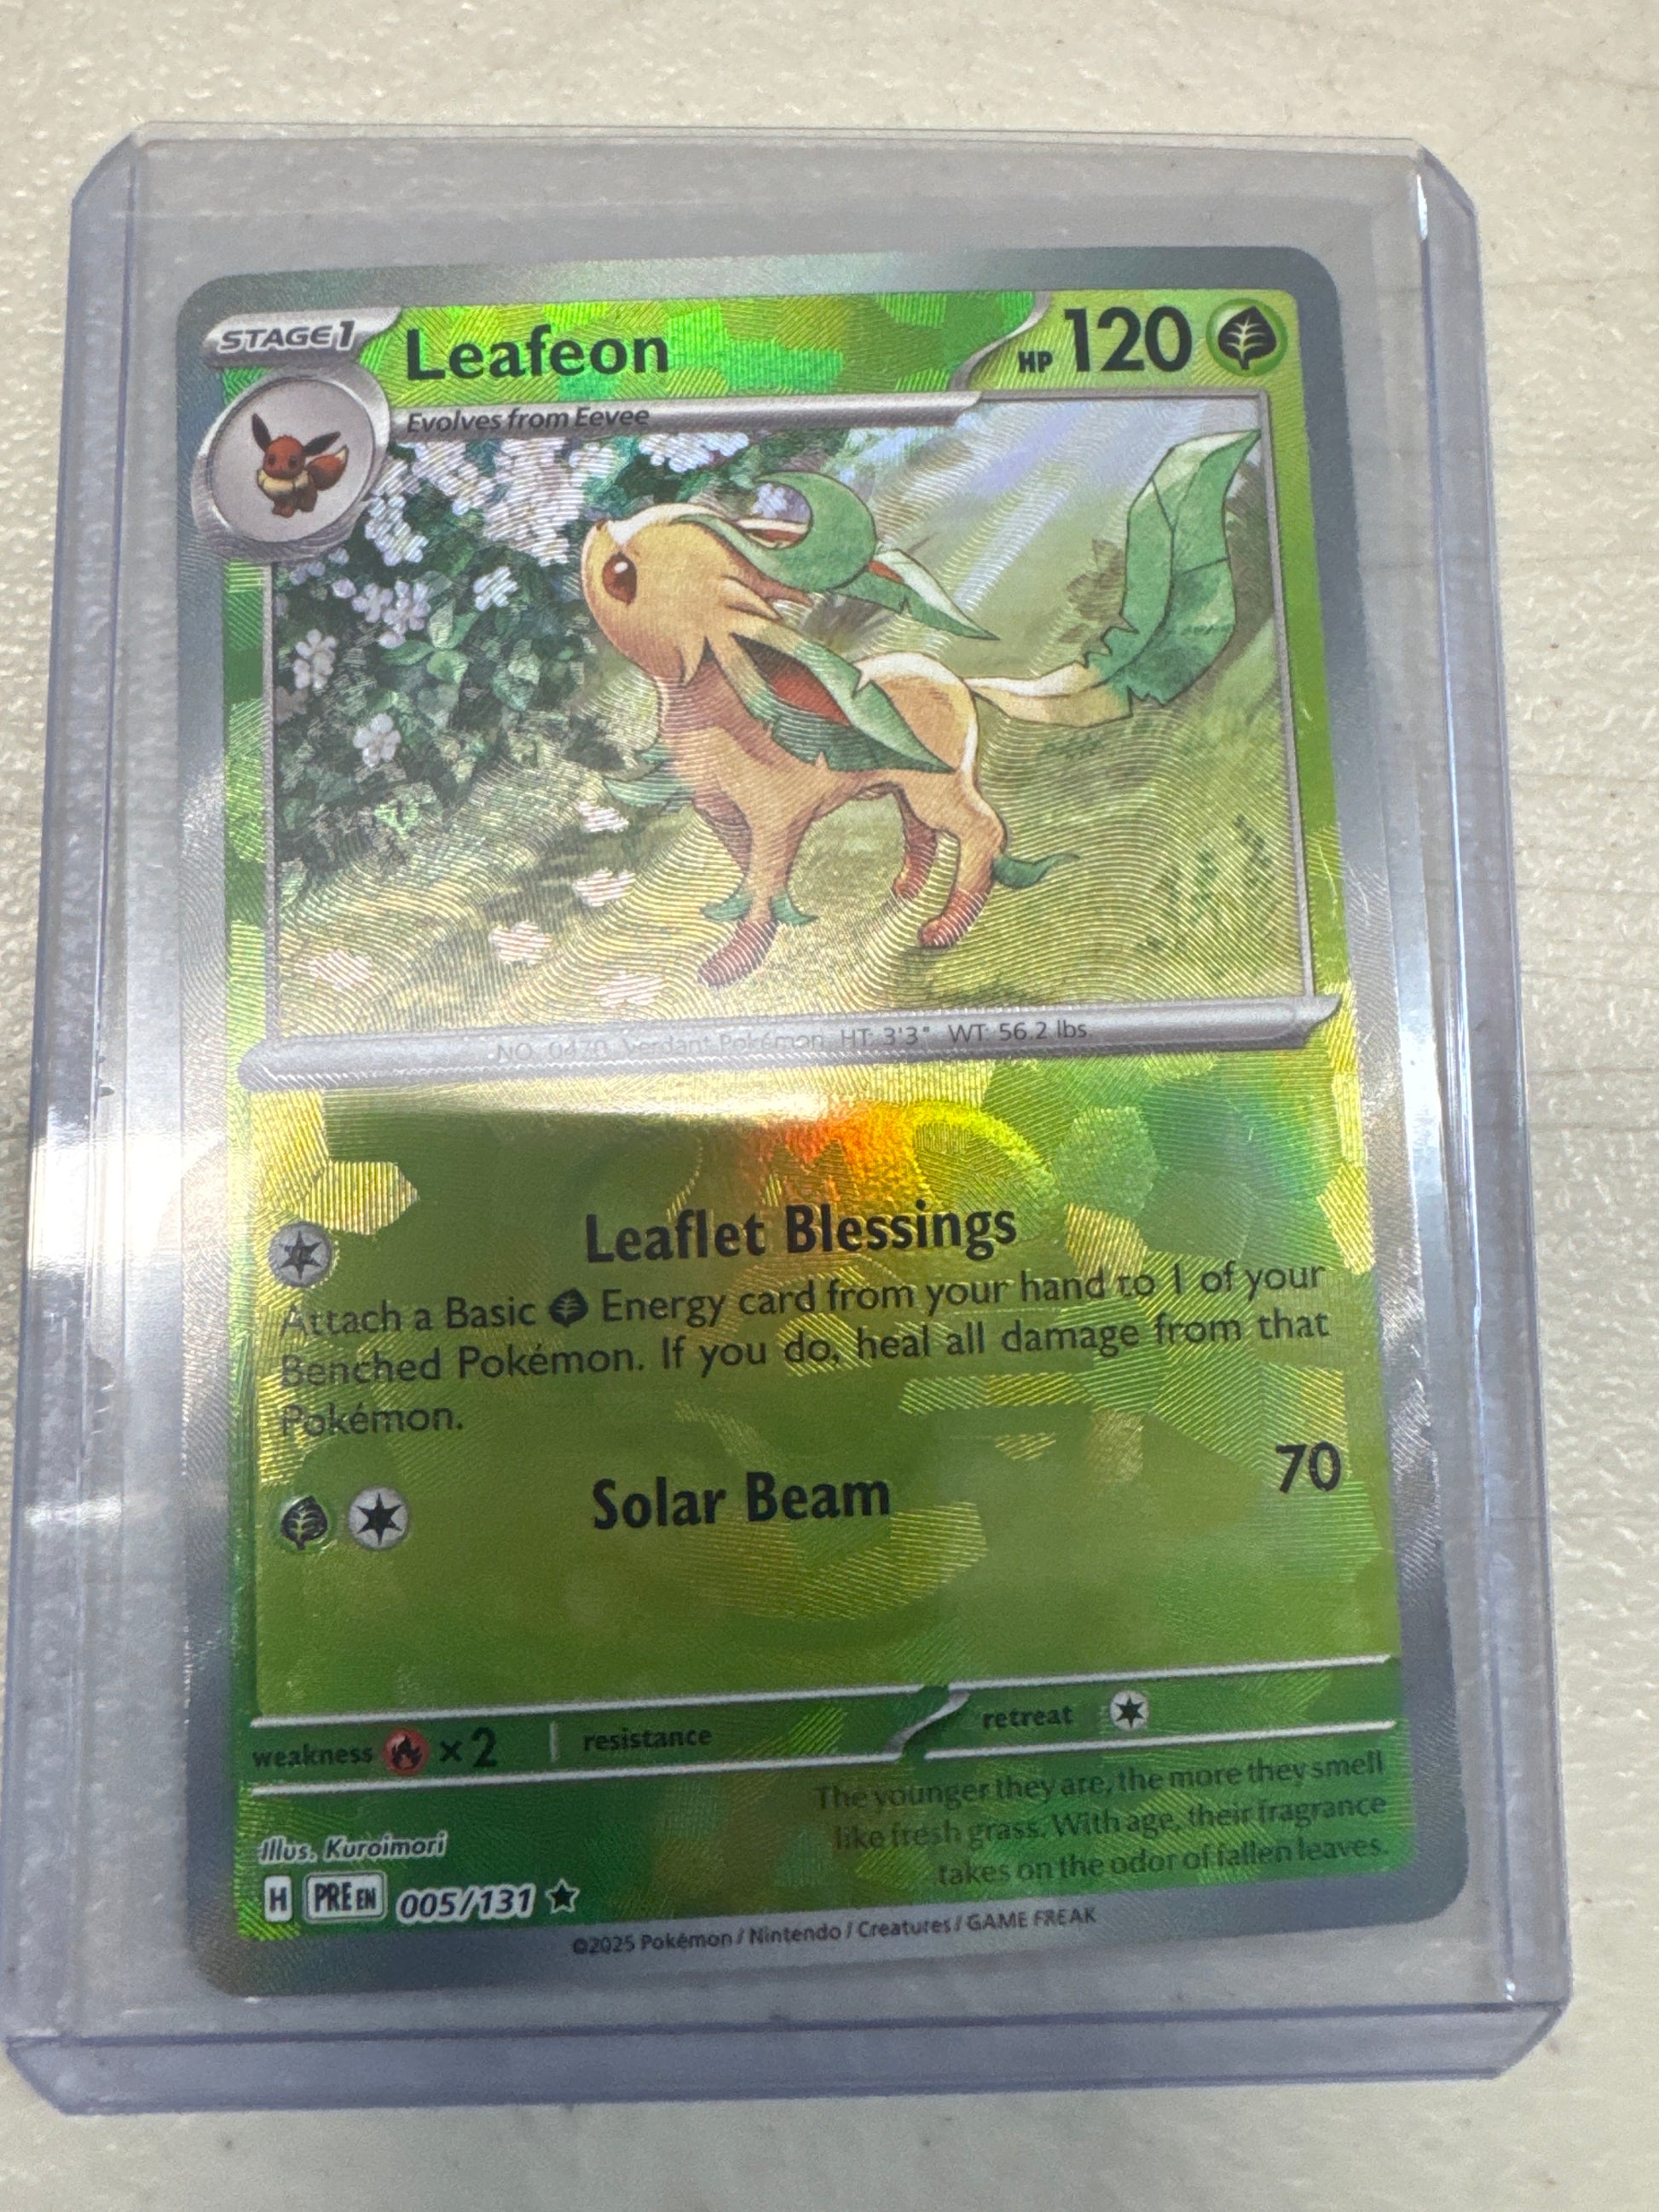 STAGE 1
Leafeon
HP 120
Evolves from Eevee
NO. 0470 Verdant Pokémon HT: 3'3" WT: 56.2 lbs.
Leaflet Blessings
Attach a Basic Energy card from your hand to 1 of your
Benched Pokémon. If you do, heal all damage from that
Pokémon.
Solar Beam 70
weakness ×2 resistance retreat
The younger they are, the more they smell
like fresh grass. With age, their fragrance
takes on the odor of fallen leaves.
Illus. Kuroimori
H PRE EN 005/131 ★
©2025 Pokémon / Nintendo / Creatures / GAME FREAK